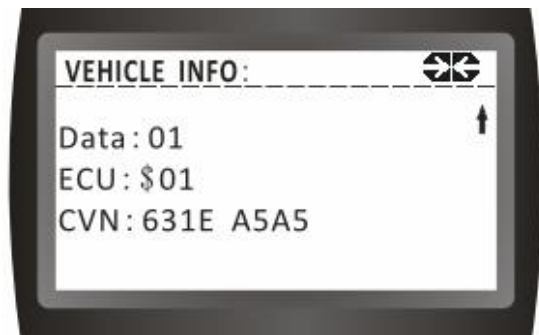 VEHICLE INFO:
Data: 01
ECU: $01
CVN: 631E A5A5